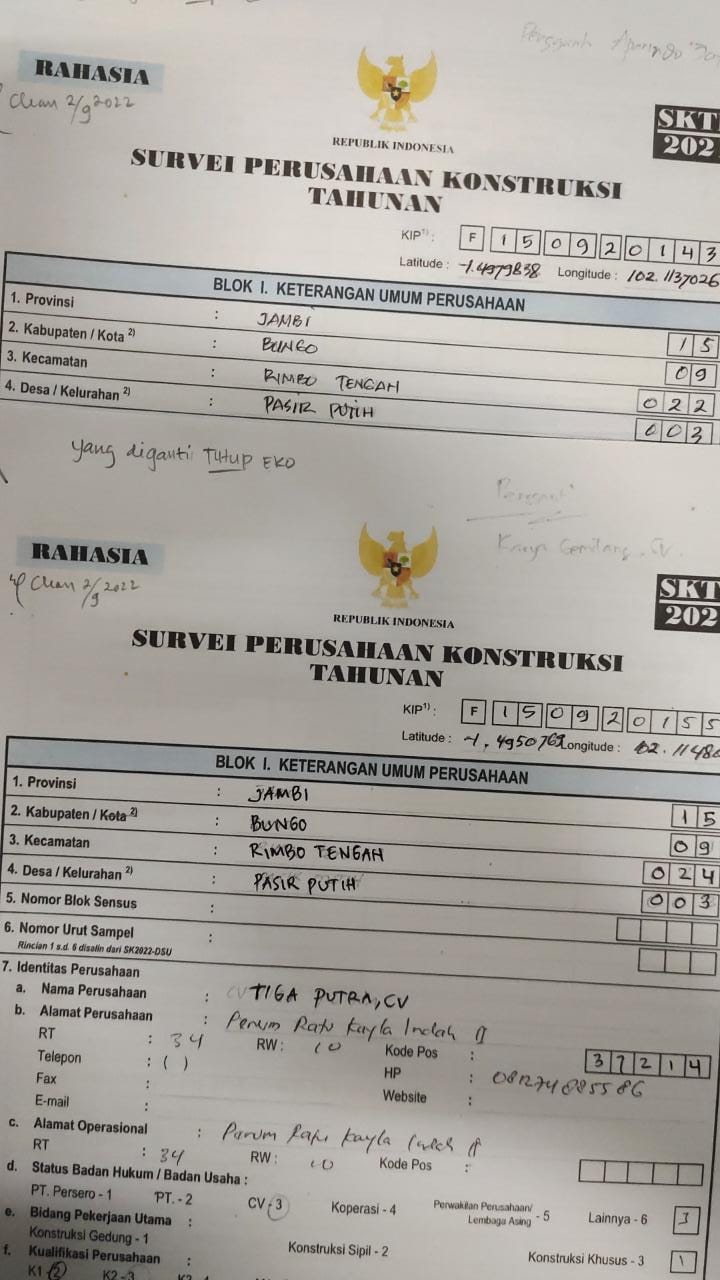 Pengganti
RAHASIA
Clean 2/9 2022
REPUBLIK INDONESIA
SKT
202
SURVEI PERUSAHAAN KONSTRUKSI
TAHUNAN
KIP 1) : F 1 5 0 9 2 0 1 4 3
Latitude : -1.4979838 Longitude : 102.1137026
BLOK I. KETERANGAN UMUM PERUSAHAAN
1. Provinsi : JAMBI 1 5
2. Kabupaten / Kota 2) : BUNGO 0 9
3. Kecamatan : RIMBO TENGAH 0 2 2
4. Desa / Kelurahan 2) : PASIR PUTIH 0 0 3
yang diganti: TUTUP EKO
Pengganti
Karya Gemilang, CV.
RAHASIA
Clean 2/9 2022
REPUBLIK INDONESIA
SKT
202
SURVEI PERUSAHAAN KONSTRUKSI
TAHUNAN
KIP 1) : F 1 5 0 9 2 0 1 5 5
Latitude : -1.4950769 Longitude : 102.1148
BLOK I. KETERANGAN UMUM PERUSAHAAN
1. Provinsi : JAMBI 1 5
2. Kabupaten / Kota 2) : BUNGO 0 9
3. Kecamatan : RIMBO TENGAH 0 2 4
4. Desa / Kelurahan 2) : PASIR PUTIH 0 0 3
5. Nomor Blok Sensus :
6. Nomor Urut Sampel :
Rincian 1 s.d. 6 disalin dari SK2022-DSU
7. Identitas Perusahaan
a. Nama Perusahaan : CV TIGA PUTRA, CV
b. Alamat Perusahaan : Perum Ratu Kayla Indah II
RT : 34 RW : 10 Kode Pos : 3 7 2 1 4
Telepon : ( ) HP : 081274085586
Fax : Website :
E-mail :
c. Alamat Operasional : Perum Ratu Kayla Indah II
RT : 34 RW : 10 Kode Pos :
d. Status Badan Hukum / Badan Usaha :
PT. Persero - 1 PT. - 2 CV - 3 Koperasi - 4 Perwakilan Perusahaan/ Lembaga Asing - 5 Lainnya - 6 3
e. Bidang Pekerjaan Utama :
Konstruksi Gedung - 1 Konstruksi Sipil - 2 Konstruksi Khusus - 3 1
f. Kualifikasi Perusahaan :
K1 2 K2 - 3